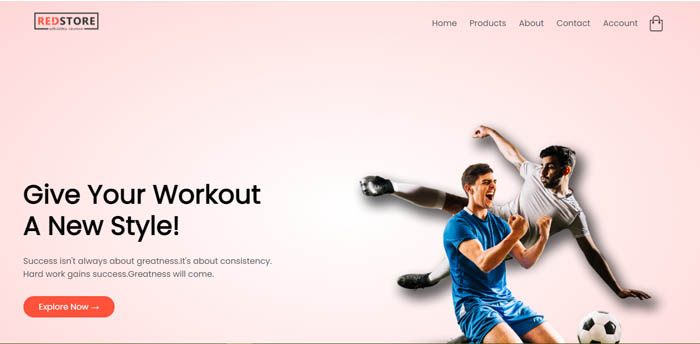 REDSTORE
Home Products About Contact Account
Give Your Workout
A New Style!
Success isn't always about greatness.It's about consistency.
Hard work gains success.Greatness will come.
Explore Now →